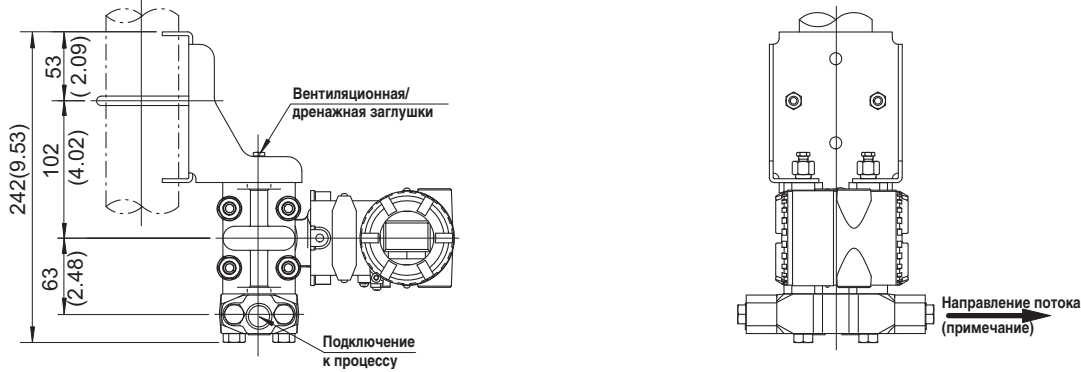 242(9.53)
53
( 2.09)
102
(4.02)
63
(2.48)
Вентиляционная/
дренажная заглушки
Подключение
к процессу
Направление потока
(примечание)